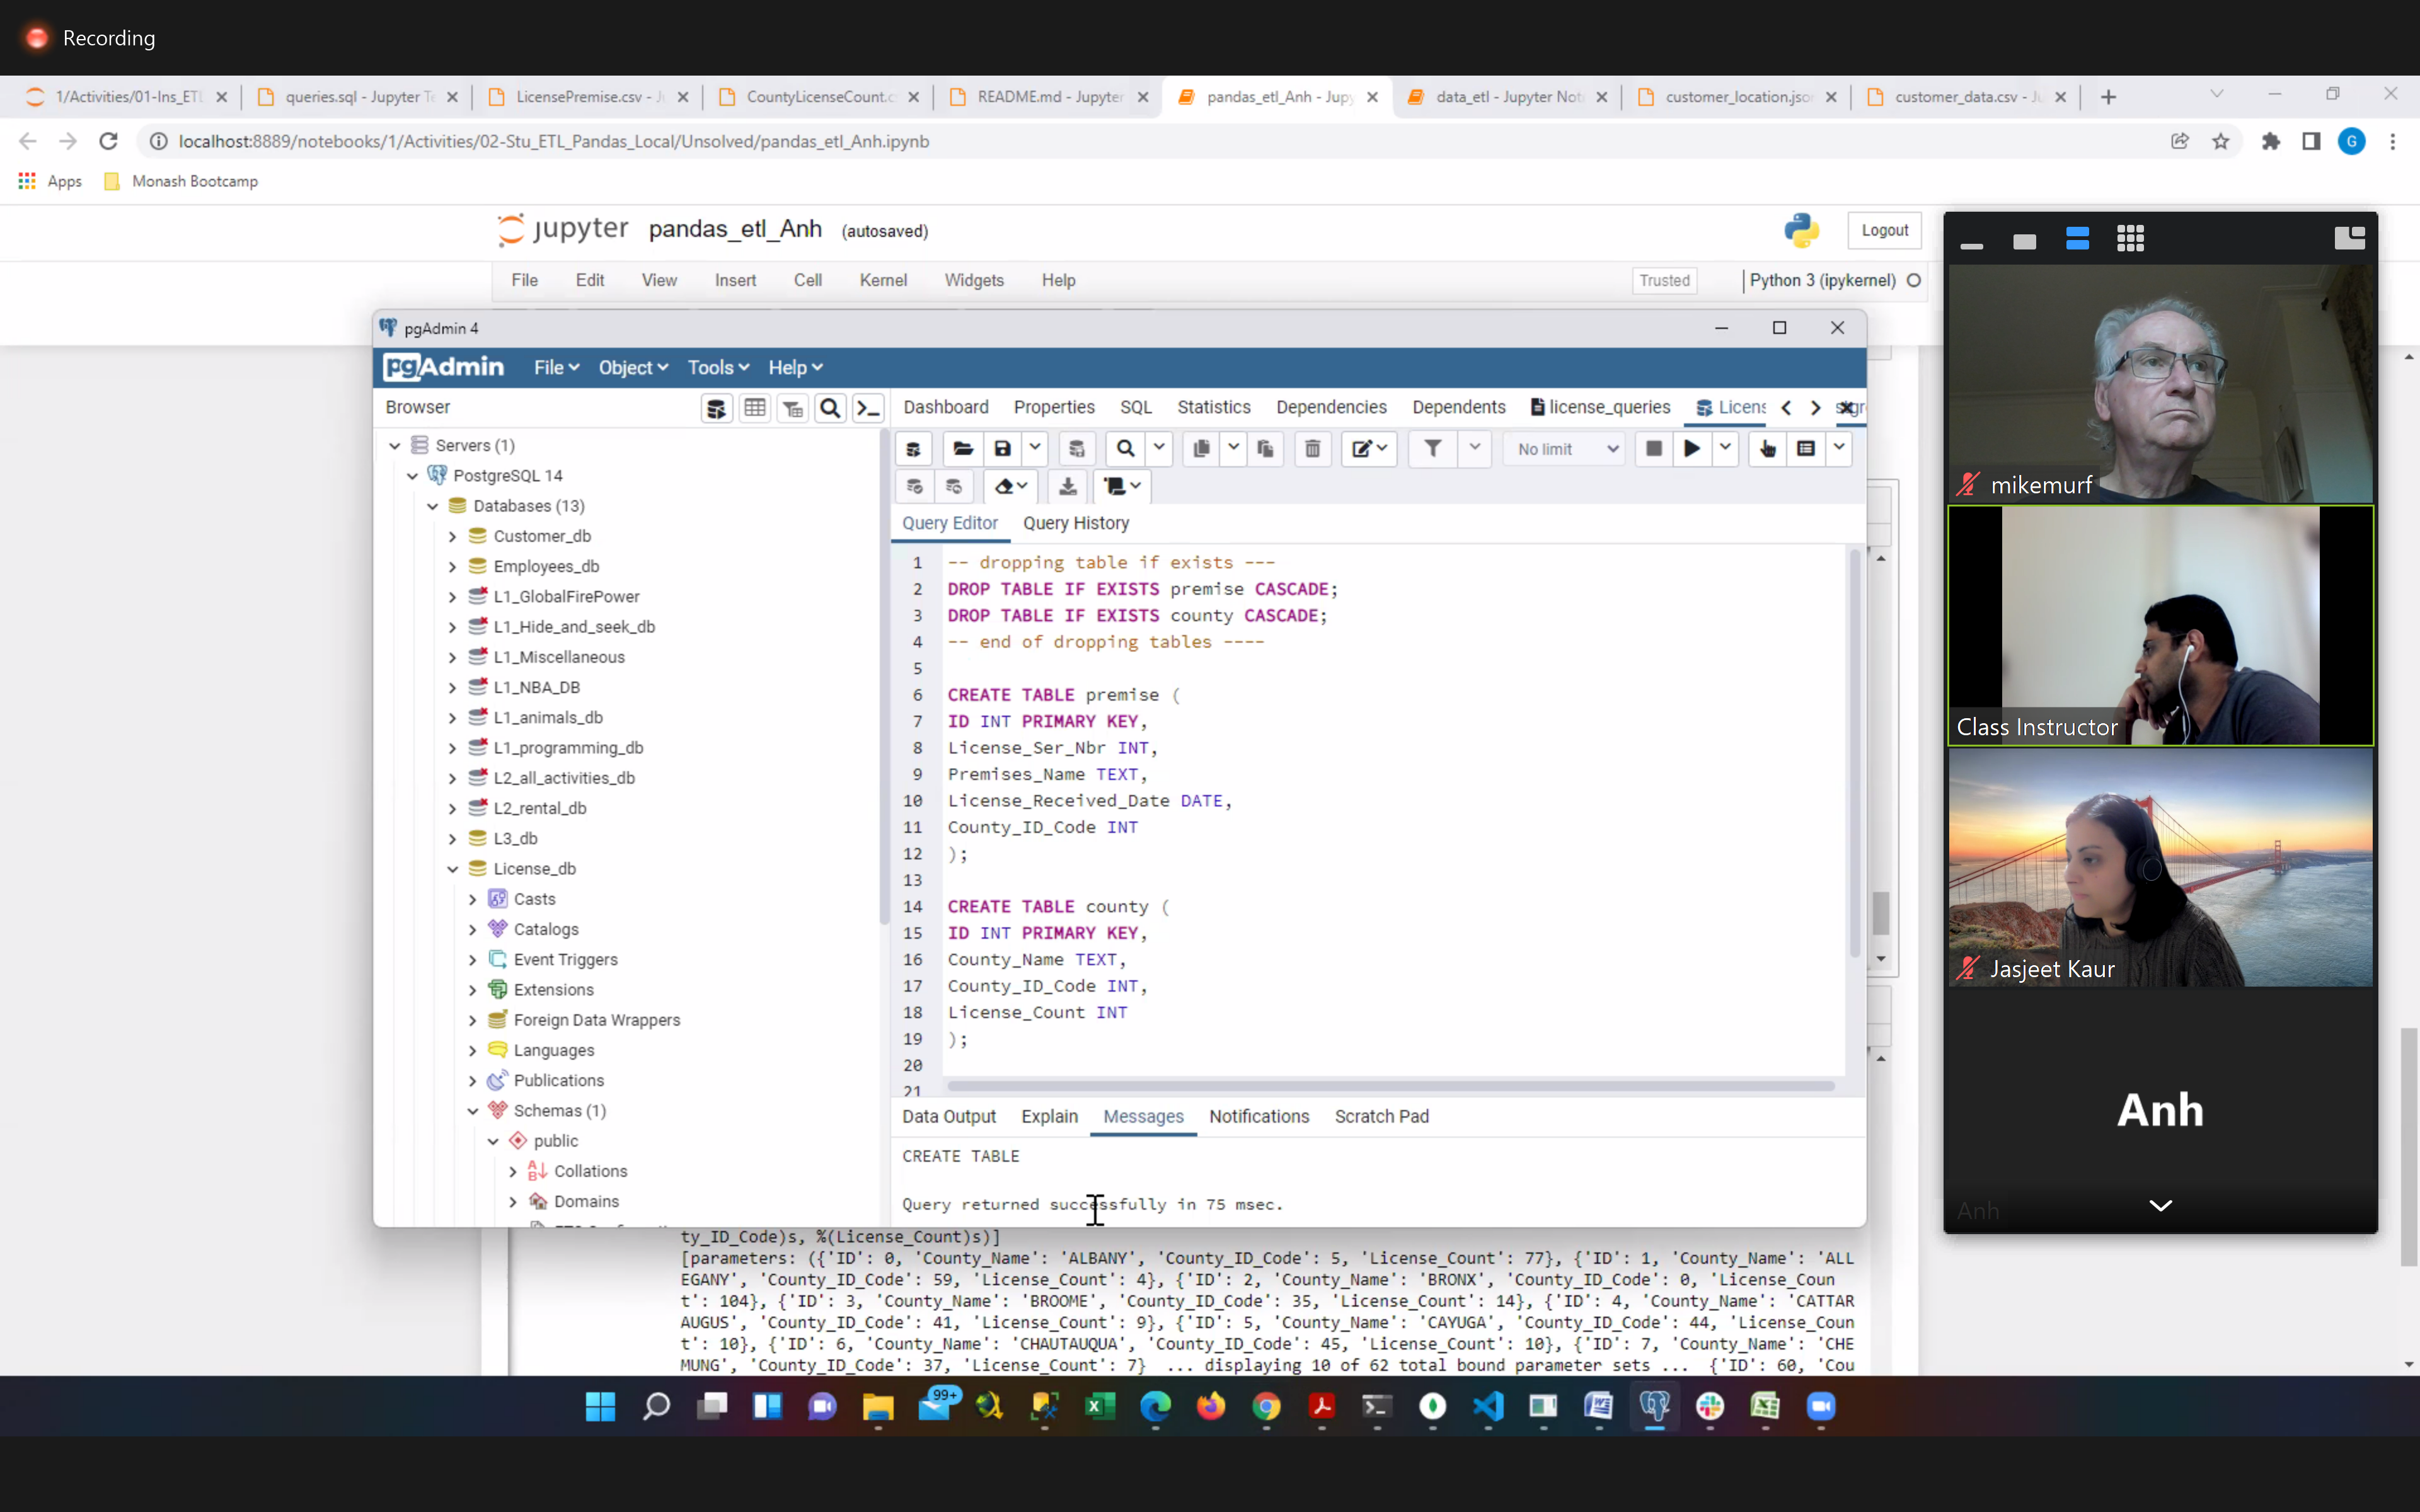 Recording
1/Activities/01-Ins_ETL
queries.sql - Jupyter Te
LicensePremise.csv - J
CountyLicenseCount.c
README.md - Jupyter
pandas_etl_Anh - Jupy
data_etl - Jupyter Not
customer_location.jso
customer_data.csv - J
localhost:8889/notebooks/1/Activities/02-Stu_ETL_Pandas_Local/Unsolved/pandas_etl_Anh.ipynb
G
Apps
Monash Bootcamp
jupyter pandas_etl_Anh (autosaved)
Logout
File Edit View Insert Cell Kernel Widgets Help
Trusted
Python 3 (ipykernel)
pgAdmin 4
pgAdmin File Object Tools Help
Browser
Dashboard Properties SQL Statistics Dependencies Dependents license_queries Licens
Servers (1)
PostgreSQL 14
Databases (13)
Customer_db
Employees_db
L1_GlobalFirePower
L1_Hide_and_seek_db
L1_Miscellaneous
L1_NBA_DB
L1_animals_db
L1_programming_db
L2_all_activities_db
L2_rental_db
L3_db
License_db
Casts
Catalogs
Event Triggers
Extensions
Foreign Data Wrappers
Languages
Publications
Schemas (1)
public
Collations
Domains
No limit
Query Editor Query History
1 -- dropping table if exists ---
2 DROP TABLE IF EXISTS premise CASCADE;
3 DROP TABLE IF EXISTS county CASCADE;
4 -- end of dropping tables ----
5
6 CREATE TABLE premise (
7 ID INT PRIMARY KEY,
8 License_Ser_Nbr INT,
9 Premises_Name TEXT,
10 License_Received_Date DATE,
11 County_ID_Code INT
12 );
13
14 CREATE TABLE county (
15 ID INT PRIMARY KEY,
16 County_Name TEXT,
17 County_ID_Code INT,
18 License_Count INT
19 );
20
21
Data Output Explain Messages Notifications Scratch Pad
CREATE TABLE
Query returned successfully in 75 msec.
ty_ID_Code)s, %(License_Count)s)]
[parameters: ({'ID': 0, 'County_Name': 'ALBANY', 'County_ID_Code': 5, 'License_Count': 77}, {'ID': 1, 'County_Name': 'ALL
EGANY', 'County_ID_Code': 59, 'License_Count': 4}, {'ID': 2, 'County_Name': 'BRONX', 'County_ID_Code': 0, 'License_Coun
t': 104}, {'ID': 3, 'County_Name': 'BROOME', 'County_ID_Code': 35, 'License_Count': 14}, {'ID': 4, 'County_Name': 'CATTAR
AUGUS', 'County_ID_Code': 41, 'License_Count': 9}, {'ID': 5, 'County_Name': 'CAYUGA', 'County_ID_Code': 44, 'License_Coun
t': 10}, {'ID': 6, 'County_Name': 'CHAUTAUQUA', 'County_ID_Code': 45, 'License_Count': 10}, {'ID': 7, 'County_Name': 'CHE
MUNG', 'County_ID_Code': 37, 'License_Count': 7} ... displaying 10 of 62 total bound parameter sets ... {'ID': 60, 'Cou
mikemurf
Class Instructor
Jasjeet Kaur
Anh
Anh
99+